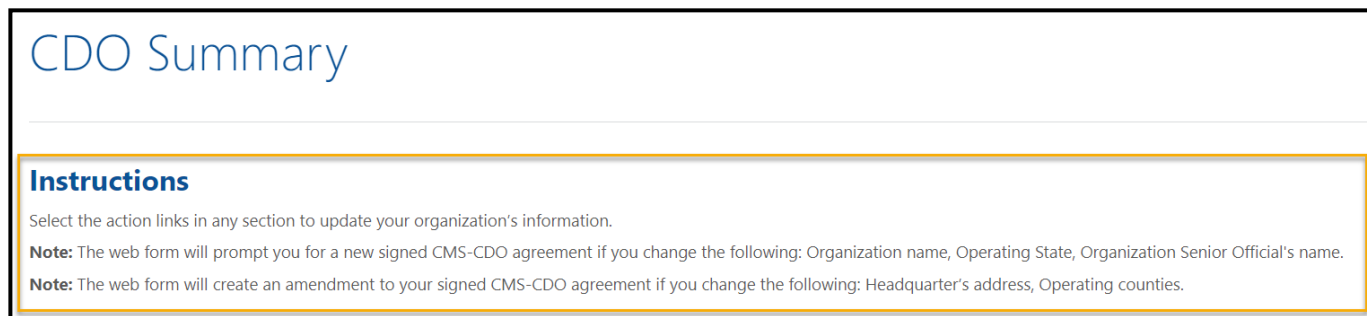 CDO Summary
Instructions
Select the action links in any section to update your organization's information.
Note: The web form will prompt you for a new signed CMS-CDO agreement if you change the following: Organization name, Operating State, Organization Senior Official's name.
Note: The web form will create an amendment to your signed CMS-CDO agreement if you change the following: Headquarter's address, Operating counties.